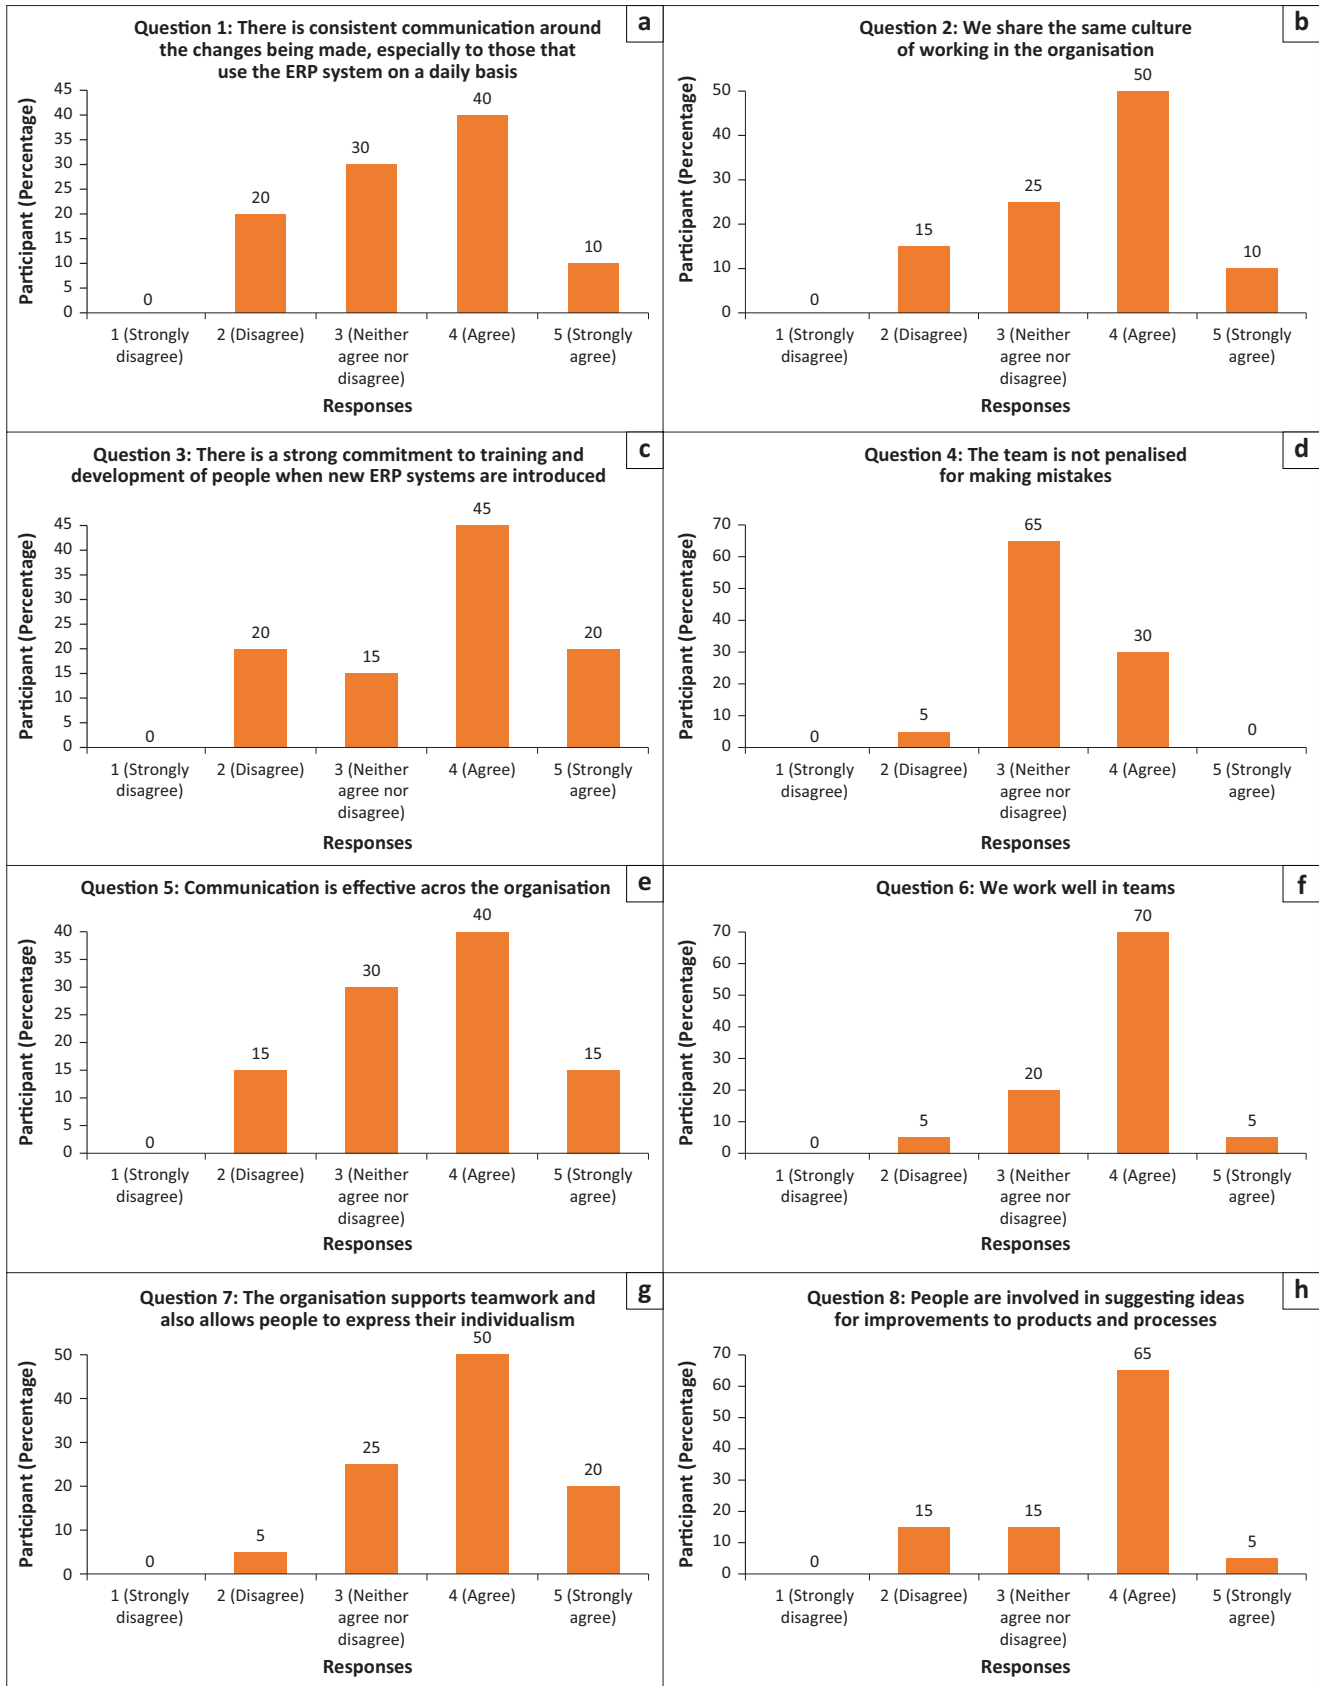 a
Question 1: There is consistent communication around
the changes being made, especially to those that
use the ERP system on a daily basis
Participant (Percentage)
45
40
35
30
25
20
15
10
5
0
0
20
30
40
10
1 (Strongly
disagree)
2 (Disagree)
3 (Neither
agree nor
disagree)
4 (Agree)
5 (Strongly
agree)
Responses
b
Question 2: We share the same culture
of working in the organisation
Participant (Percentage)
50
40
30
20
10
0
0
15
25
50
10
1 (Strongly
disagree)
2 (Disagree)
3 (Neither
agree nor
disagree)
4 (Agree)
5 (Strongly
agree)
Responses
c
Question 3: There is a strong commitment to training and
development of people when new ERP systems are introduced
Participant (Percentage)
45
40
35
30
25
20
15
10
5
0
0
20
15
45
20
1 (Strongly
disagree)
2 (Disagree)
3 (Neither
agree nor
disagree)
4 (Agree)
5 (Strongly
agree)
Responses
d
Question 4: The team is not penalised
for making mistakes
Participant (Percentage)
70
60
50
40
30
20
10
0
0
5
65
30
0
1 (Strongly
disagree)
2 (Disagree)
3 (Neither
agree nor
disagree)
4 (Agree)
5 (Strongly
agree)
Responses
e
Question 5: Communication is effective acros the organisation
Participant (Percentage)
40
35
30
25
20
15
10
5
0
0
15
30
40
15
1 (Strongly
disagree)
2 (Disagree)
3 (Neither
agree nor
disagree)
4 (Agree)
5 (Strongly
agree)
Responses
f
Question 6: We work well in teams
Participant (Percentage)
70
60
50
40
30
20
10
0
0
5
20
70
5
1 (Strongly
disagree)
2 (Disagree)
3 (Neither
agree nor
disagree)
4 (Agree)
5 (Strongly
agree)
Responses
g
Question 7: The organisation supports teamwork and
also allows people to express their individualism
Participant (Percentage)
50
40
30
20
10
0
0
5
25
50
20
1 (Strongly
disagree)
2 (Disagree)
3 (Neither
agree nor
disagree)
4 (Agree)
5 (Strongly
agree)
Responses
h
Question 8: People are involved in suggesting ideas
for improvements to products and processes
Participant (Percentage)
70
60
50
40
30
20
10
0
0
15
15
65
5
1 (Strongly
disagree)
2 (Disagree)
3 (Neither
agree nor
disagree)
4 (Agree)
5 (Strongly
agree)
Responses